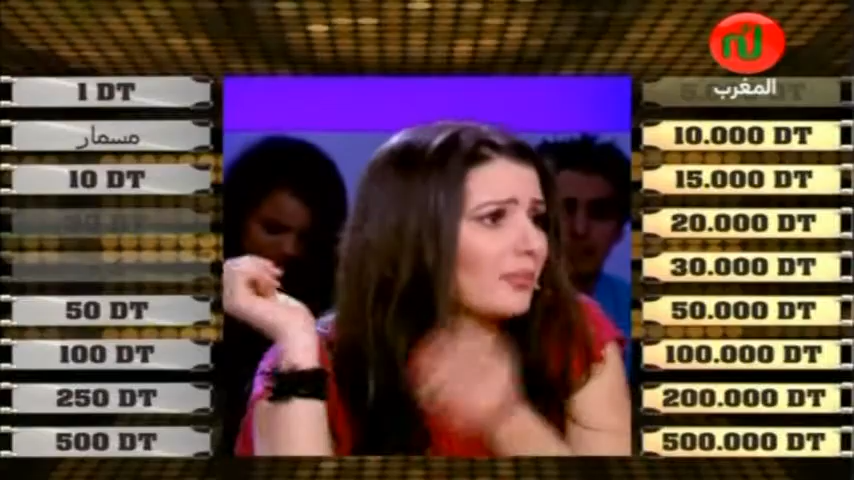 المغرب
1 DT
مسمار
10 DT
50 DT
100 DT
250 DT
500 DT
10.000 DT
15.000 DT
20.000 DT
30.000 DT
50.000 DT
100.000 DT
200.000 DT
500.000 DT